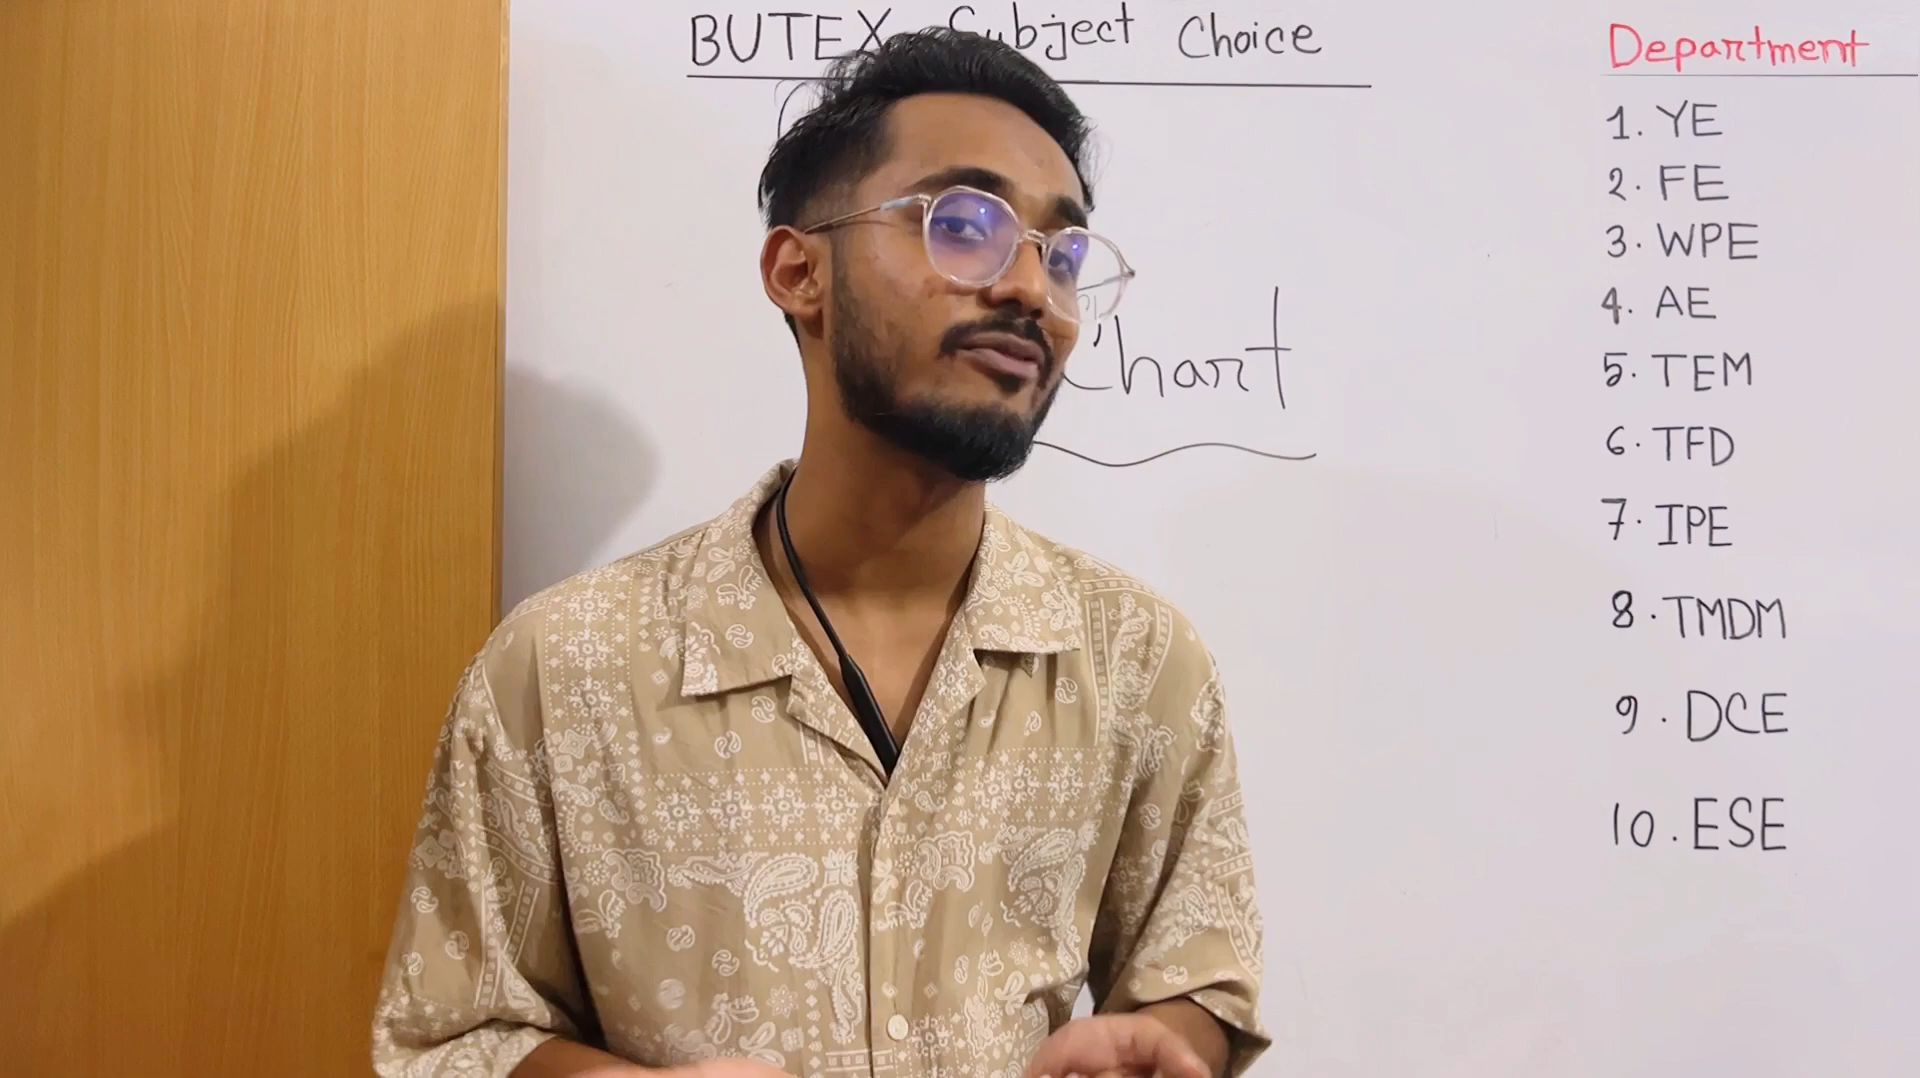 BUTEX Subject Choice
Chart
Department
1. YE
2. FE
3. WPE
4. AE
5. TEM
6. TFD
7. IPE
8. TMDM
9. DCE
10. ESE